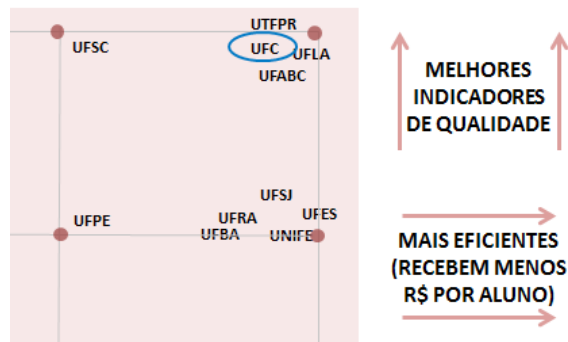 UTFPR
UFSC
UFC
UFLA
UFABC
UFSJ
UFPE
UFRA
UFES
UFBA
UNIFE
MELHORES
INDICADORES
DE QUALIDADE
MAIS EFICIENTES
(RECEBEM MENOS
R$ POR ALUNO)